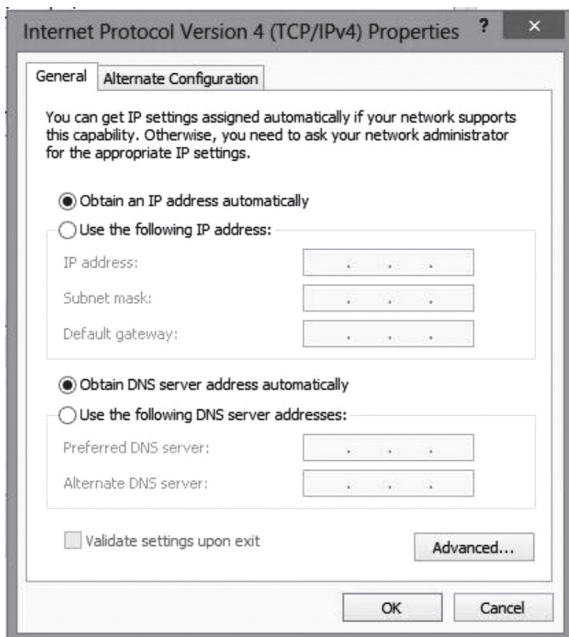 Internet Protocol Version 4 (TCP/IPv4) Properties ? ×
General Alternate Configuration
You can get IP settings assigned automatically if your network supports
this capability. Otherwise, you need to ask your network administrator
for the appropriate IP settings.
Obtain an IP address automatically
Use the following IP address:
IP address: . . .
Subnet mask: . . .
Default gateway: . . .
Obtain DNS server address automatically
Use the following DNS server addresses:
Preferred DNS server: . . .
Alternate DNS server: . . .
Validate settings upon exit
Advanced...
OK Cancel